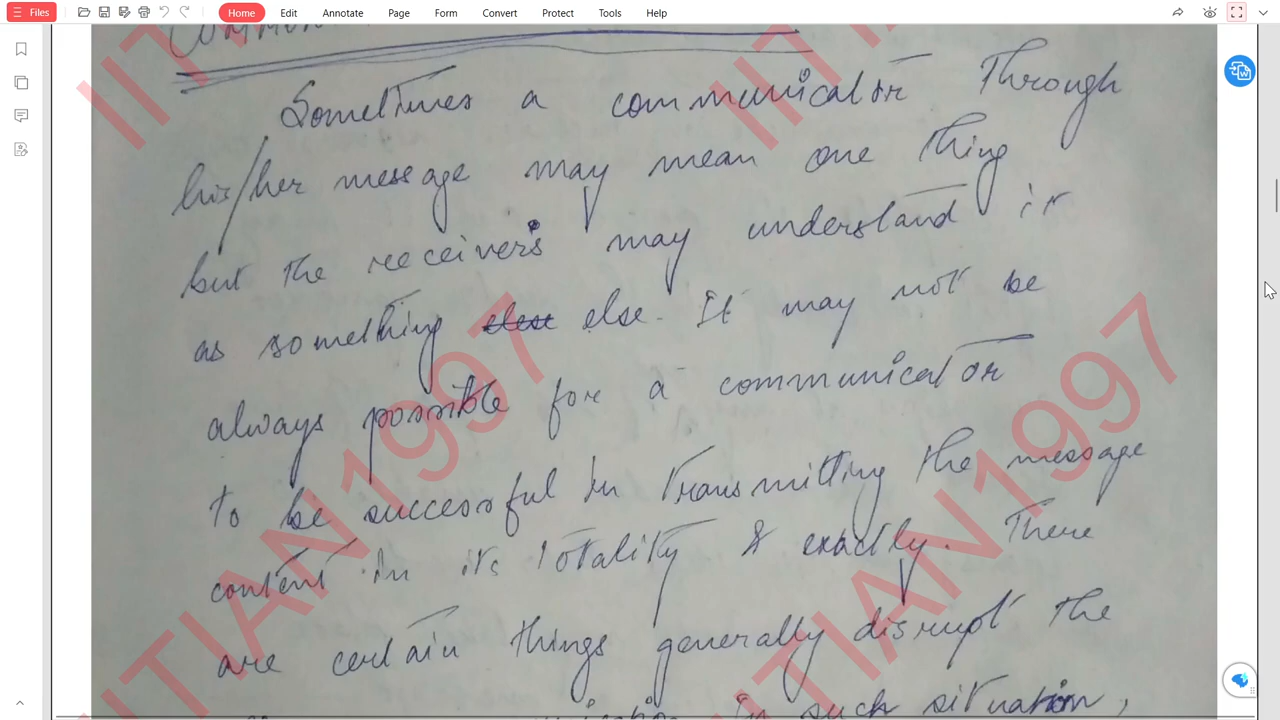 Files
Home
Edit
Annotate
Page
Form
Convert
Protect
Tools
Help
Sometimes a communicator through
his/her message may mean one thing
but the receivers may understand it
as something else. It may not be
always possible for a communicator
to be successful in transmitting the message
content in its totality & exactly. There
are certain things generally disrupt the
In such situation,
IITIAN1997
IITIAN1997